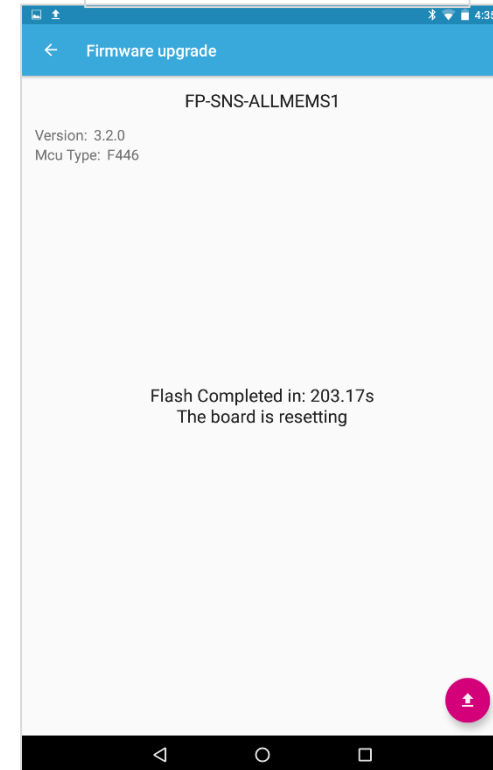 4:35
Firmware upgrade
FP-SNS-ALLMEMS1
Version: 3.2.0
Mcu Type: F446
Flash Completed in: 203.17s
The board is resetting